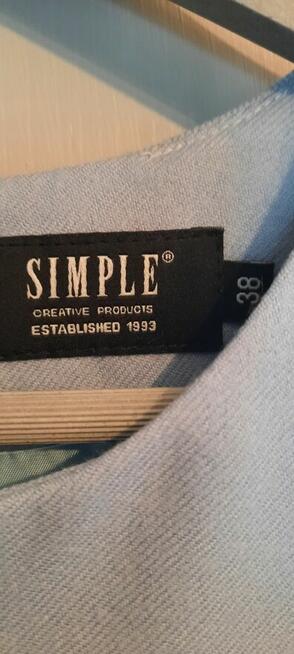 SIMPLE®
CREATIVE PRODUCTS
ESTABLISHED 1993
38